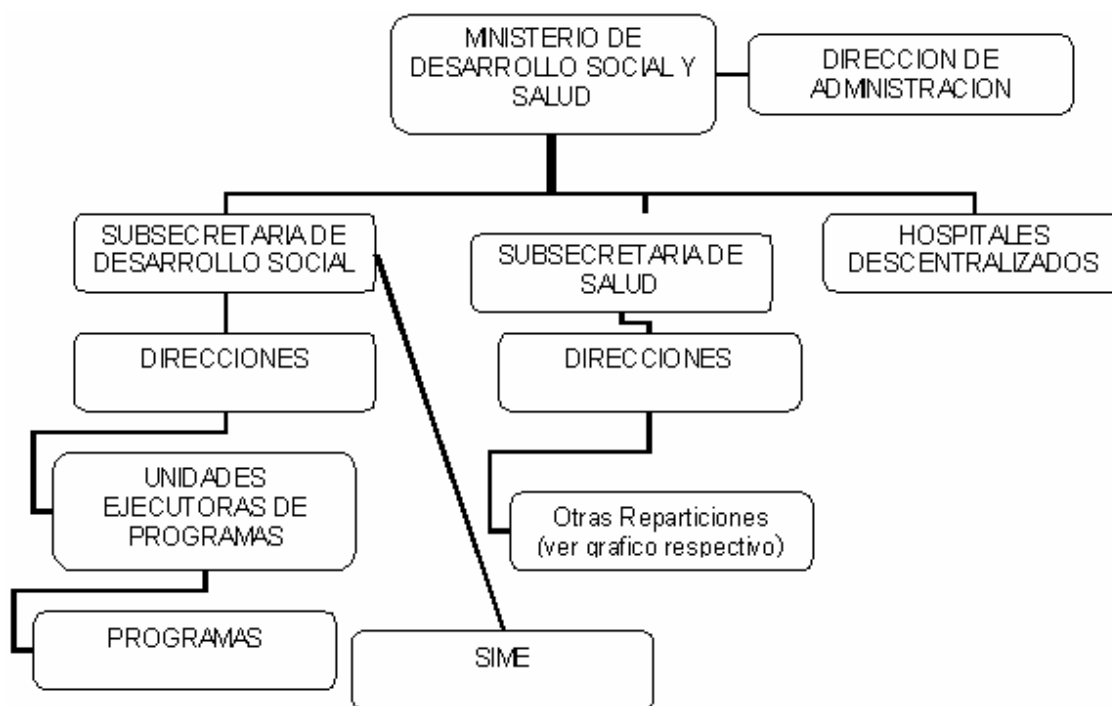 MINISTERIO DE
DESARROLLO SOCIAL Y
SALUD
DIRECCION DE
ADMINISTRACION
SUBSECRETARIA DE
DESARROLLO SOCIAL
SUBSECRETARIA DE
SALUD
HOSPITALES
DESCENTRALIZADOS
DIRECCIONES
DIRECCIONES
UNIDADES
EJECUTORAS DE
PROGRAMAS
Otras Reparticiones
(ver grafico respectivo)
PROGRAMAS
SIME